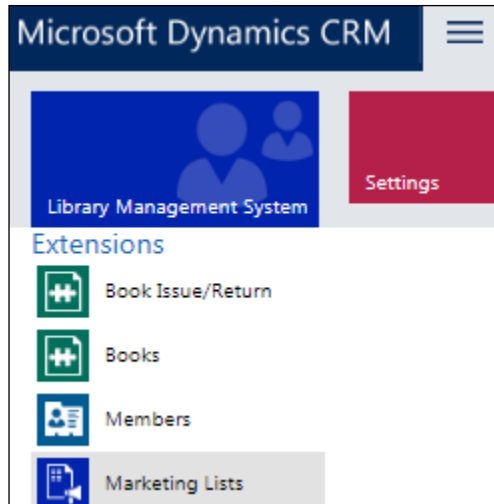 Microsoft Dynamics CRM
Library Management System
Settings
Extensions
Book Issue/Return
Books
Members
Marketing Lists